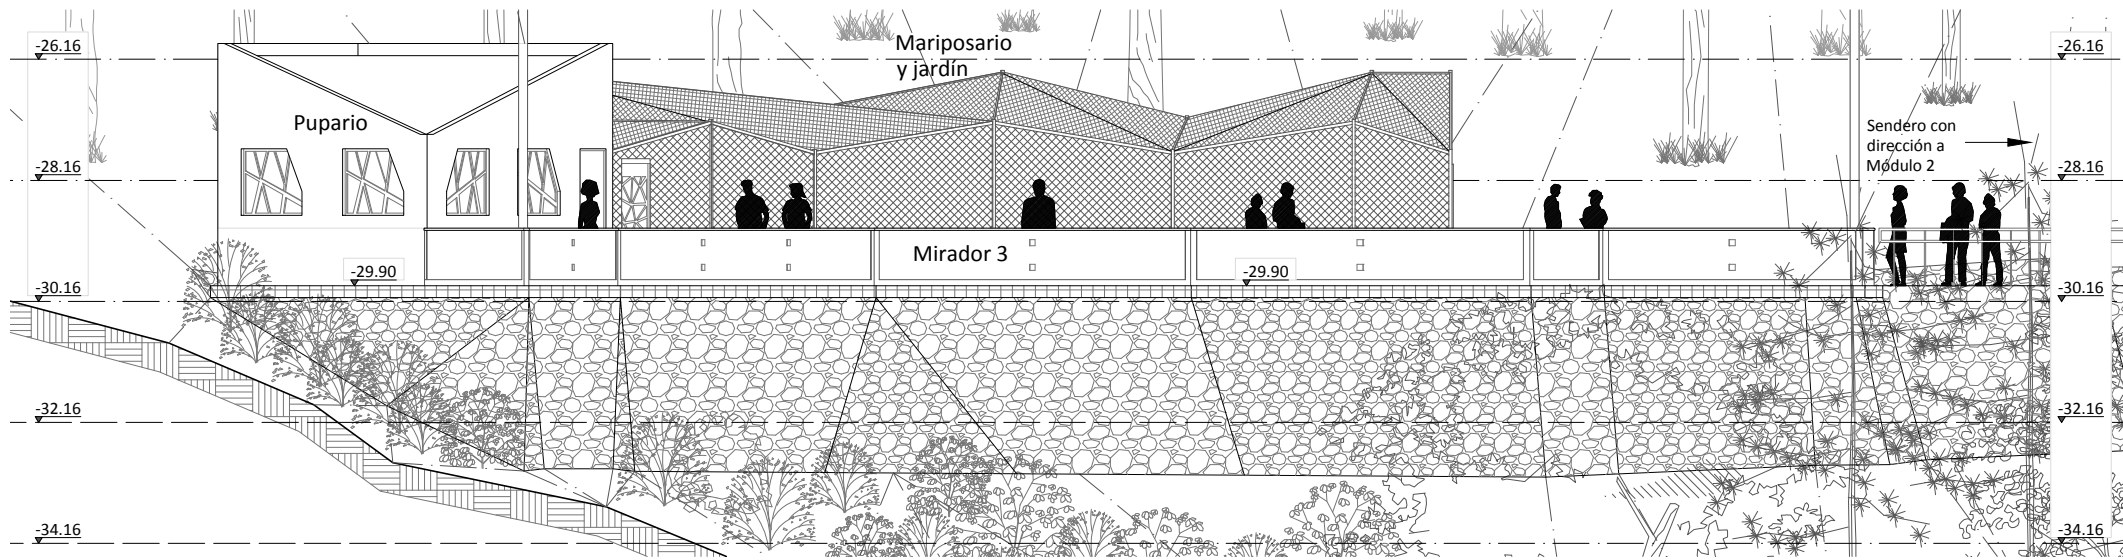 -26.16
Mariposario
y jardín
-26.16
Pupario
Sendero con
dirección a
Módulo 2
-28.16
-28.16
Mirador 3
-29.90
-29.90
-30.16
-30.16
-32.16
-32.16
-34.16
-34.16